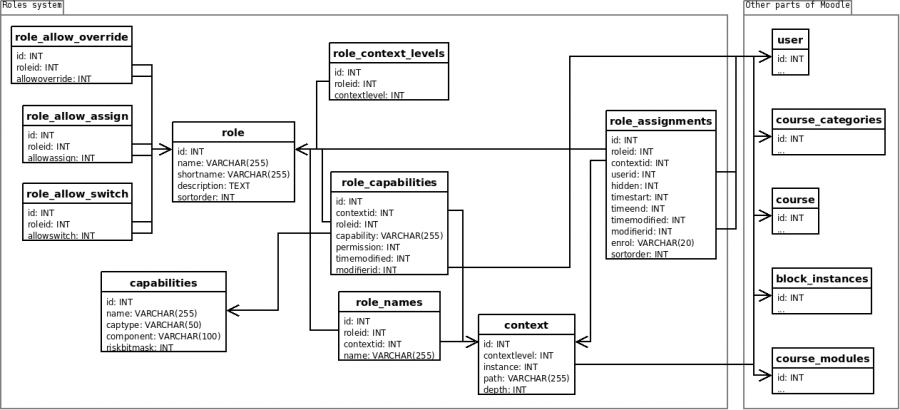 Roles system
Other parts of Moodle
role_allow_override
id: INT
roleid: INT
allowoverride: INT
role_allow_assign
id: INT
roleid: INT
allowassign: INT
role_allow_switch
id: INT
roleid: INT
allowswitch: INT
role
id: INT
name: VARCHAR(255)
shortname: VARCHAR(255)
description: TEXT
sortorder: INT
capabilities
id: INT
name: VARCHAR(255)
captype: VARCHAR(50)
component: VARCHAR(100)
riskbitmask: INT
role_context_levels
id: INT
roleid: INT
contextlevel: INT
role_capabilities
id: INT
contextid: INT
roleid: INT
capability: VARCHAR(255)
permission: INT
timemodified: INT
modifierid: INT
role_names
id: INT
roleid: INT
contextid: INT
name: VARCHAR(255)
context
id: INT
contextlevel: INT
instance: INT
path: VARCHAR(255)
depth: INT
role_assignments
id: INT
roleid: INT
contextid: INT
userid: INT
hidden: INT
timestart: INT
timeend: INT
timemodified: INT
modifierid: INT
enrol: VARCHAR(20)
sortorder: INT
user
id: INT
...
course_categories
id: INT
...
course
id: INT
...
block_instances
id: INT
...
course_modules
id: INT
...